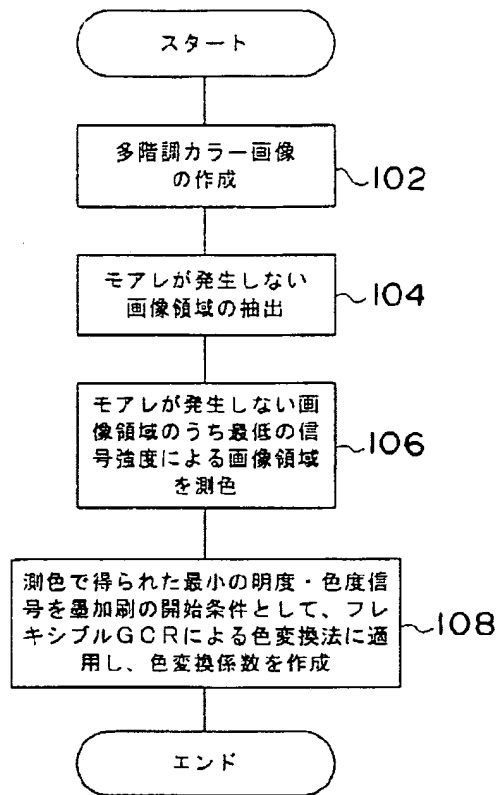 スタート
多階調カラー画像
の作成
102
モアレが発生しない
画像領域の抽出
104
モアレが発生しない画
像領域のうち最低の信
号強度による画像領域
を測色
106
測色で得られた最小の明度・色度信
号を墨加刷の開始条件として、フレ
キシブルGCRによる色変換法に適
用し、色変換係数を作成
108
エンド